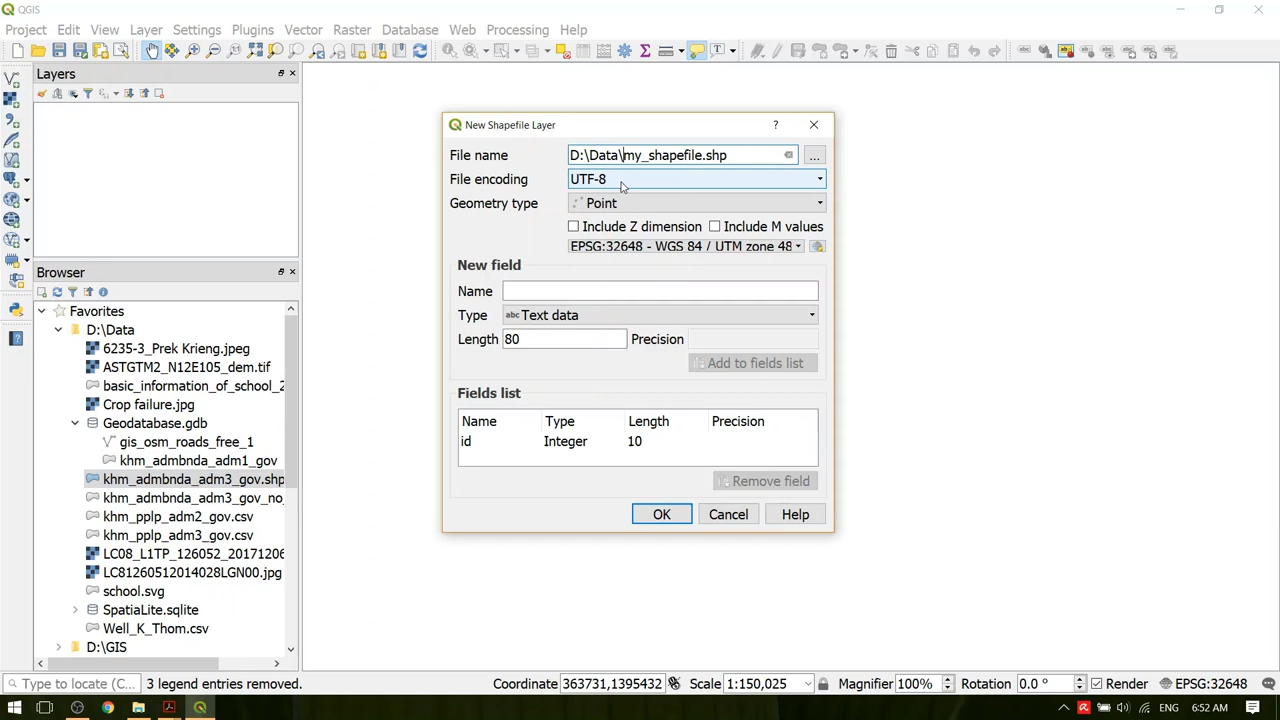 QGIS
Project Edit View Layer Settings Plugins Vector Raster Database Web Processing Help
Layers
Browser
Favorites
D:\Data
6235-3_Prek Krieng.jpeg
ASTGTM2_N12E105_dem.tif
basic_information_of_school_2
Crop failure.jpg
Geodatabase.gdb
gis_osm_roads_free_1
khm_admbnda_adm1_gov
khm_admbnda_adm3_gov.shp
khm_admbnda_adm3_gov_no
khm_pplp_adm2_gov.csv
khm_pplp_adm3_gov.csv
LC08_L1TP_126052_20171206
LC81260512014028LGN00.jpg
school.svg
SpatiaLite.sqlite
Well_K_Thom.csv
D:\GIS
New Shapefile Layer
File name D:\Data\my_shapefile.shp ...
File encoding UTF-8
Geometry type Point
Include Z dimension Include M values
EPSG:32648 - WGS 84 / UTM zone 48
New field
Name
Type abc Text data
Length 80 Precision
Add to fields list
Fields list
Name Type Length Precision
id Integer 10
Remove field
OK Cancel Help
Type to locate (C... 3 legend entries removed. Coordinate 363731,1395432 Scale 1:150,025 Magnifier 100% Rotation 0.0 ° Render EPSG:32648
ENG 6:52 AM